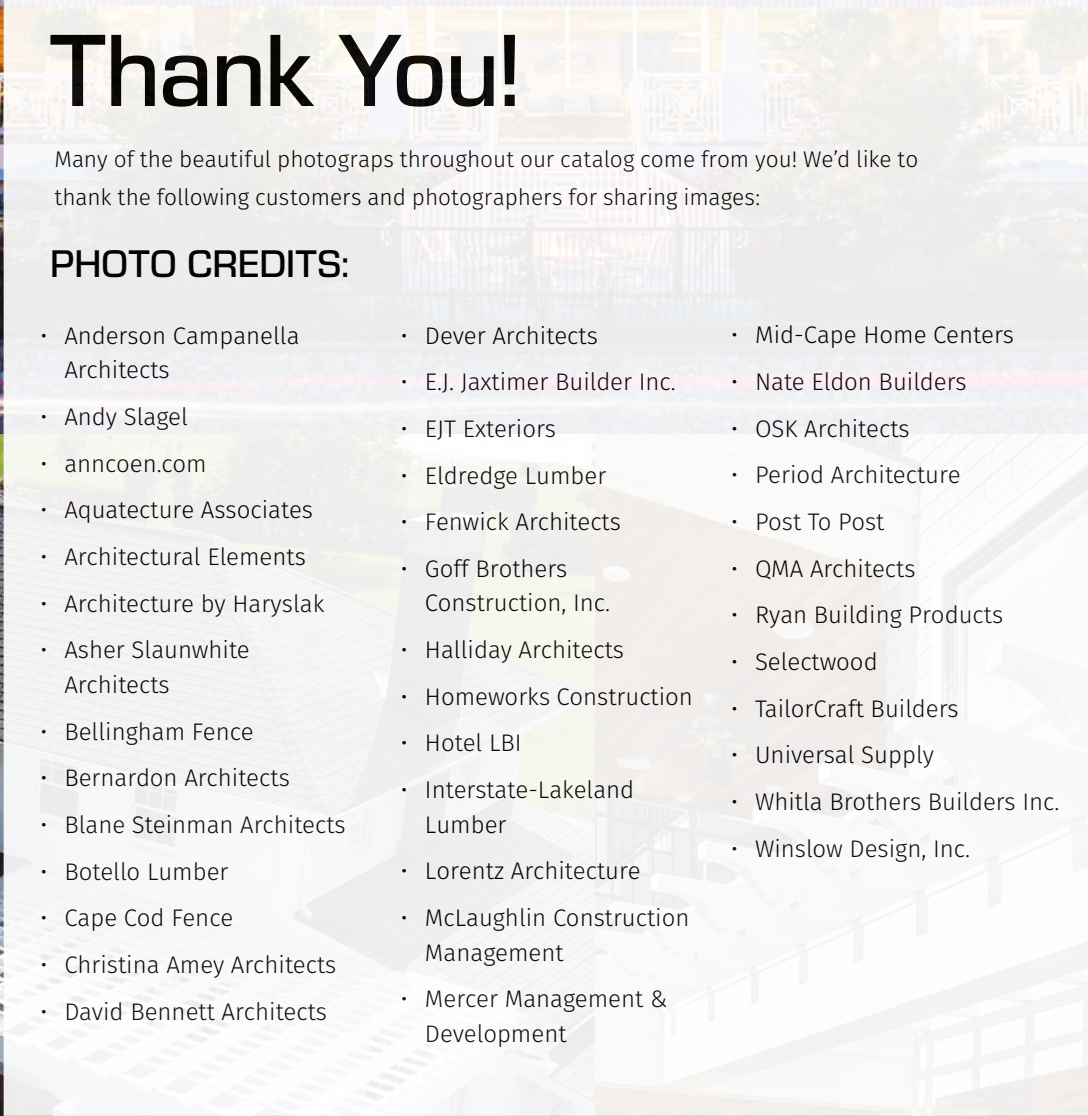 Thank You!
Many of the beautiful photograps throughout our catalog come from you! We'd like to
thank the following customers and photographers for sharing images:
PHOTO CREDITS:
• Anderson Campanella
Architects
• Andy Slagel
• anncoen.com
• Aquatecture Associates
• Architectural Elements
• Architecture by Haryslak
• Asher Slaunwhite
Architects
• Bellingham Fence
• Bernardon Architects
• Blane Steinman Architects
• Botello Lumber
• Cape Cod Fence
• Christina Amey Architects
• David Bennett Architects
• Dever Architects
• E.J. Jaxtimer Builder Inc.
• EJT Exteriors
• Eldredge Lumber
• Fenwick Architects
• Goff Brothers
Construction, Inc.
• Halliday Architects
• Homeworks Construction
• Hotel LBI
• Interstate-Lakeland
Lumber
• Lorentz Architecture
• McLaughlin Construction
Management
• Mercer Management &
Development
• Mid-Cape Home Centers
• Nate Eldon Builders
• OSK Architects
• Period Architecture
• Post To Post
• QMA Architects
• Ryan Building Products
• Selectwood
• TailorCraft Builders
• Universal Supply
• Whitla Brothers Builders Inc.
• Winslow Design, Inc.